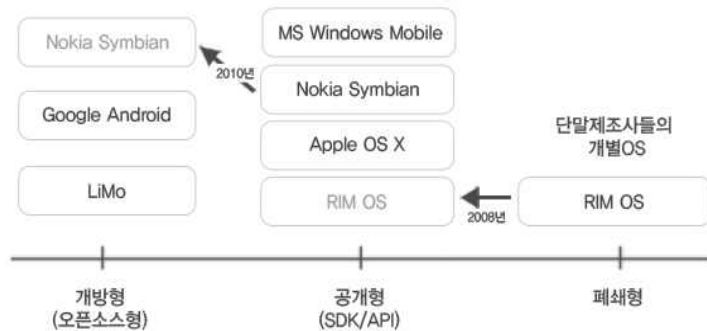 Nokia Symbian
Google Android
LiMo
2010년
MS Windows Mobile
Nokia Symbian
Apple OS X
RIM OS
2008년
단말제조사들의
개별OS
RIM OS
개방형
(오픈소스형)
공개형
(SDK/API)
폐쇄형